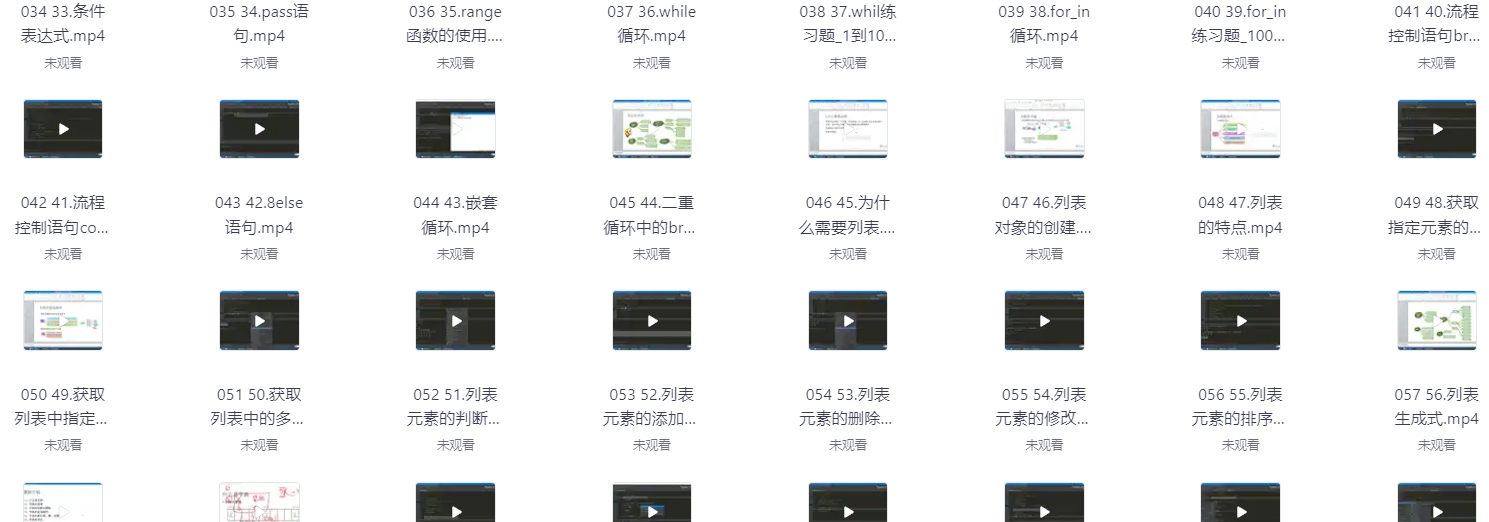 034 33.条件
表达式.mp4
未观看
035 34.pass语
句.mp4
未观看
036 35.range
函数的使用....
未观看
037 36.while
循环.mp4
未观看
038 37.whil练
习题_1到10...
未观看
039 38.for_in
循环.mp4
未观看
040 39.for_in
练习题_100...
未观看
041 40.流程
控制语句br...
未观看
042 41.流程
控制语句co...
未观看
043 42.8else
语句.mp4
未观看
044 43.嵌套
循环.mp4
未观看
045 44.二重
循环中的br...
未观看
046 45.为什
么需要列表....
未观看
047 46.列表
对象的创建....
未观看
048 47.列表
的特点.mp4
未观看
049 48.获取
指定元素的...
未观看
050 49.获取
列表中指定...
未观看
051 50.获取
列表中的多...
未观看
052 51.列表
元素的判断...
未观看
053 52.列表
元素的添加...
未观看
054 53.列表
元素的删除...
未观看
055 54.列表
元素的修改...
未观看
056 55.列表
元素的排序...
未观看
057 56.列表
生成式.mp4
未观看